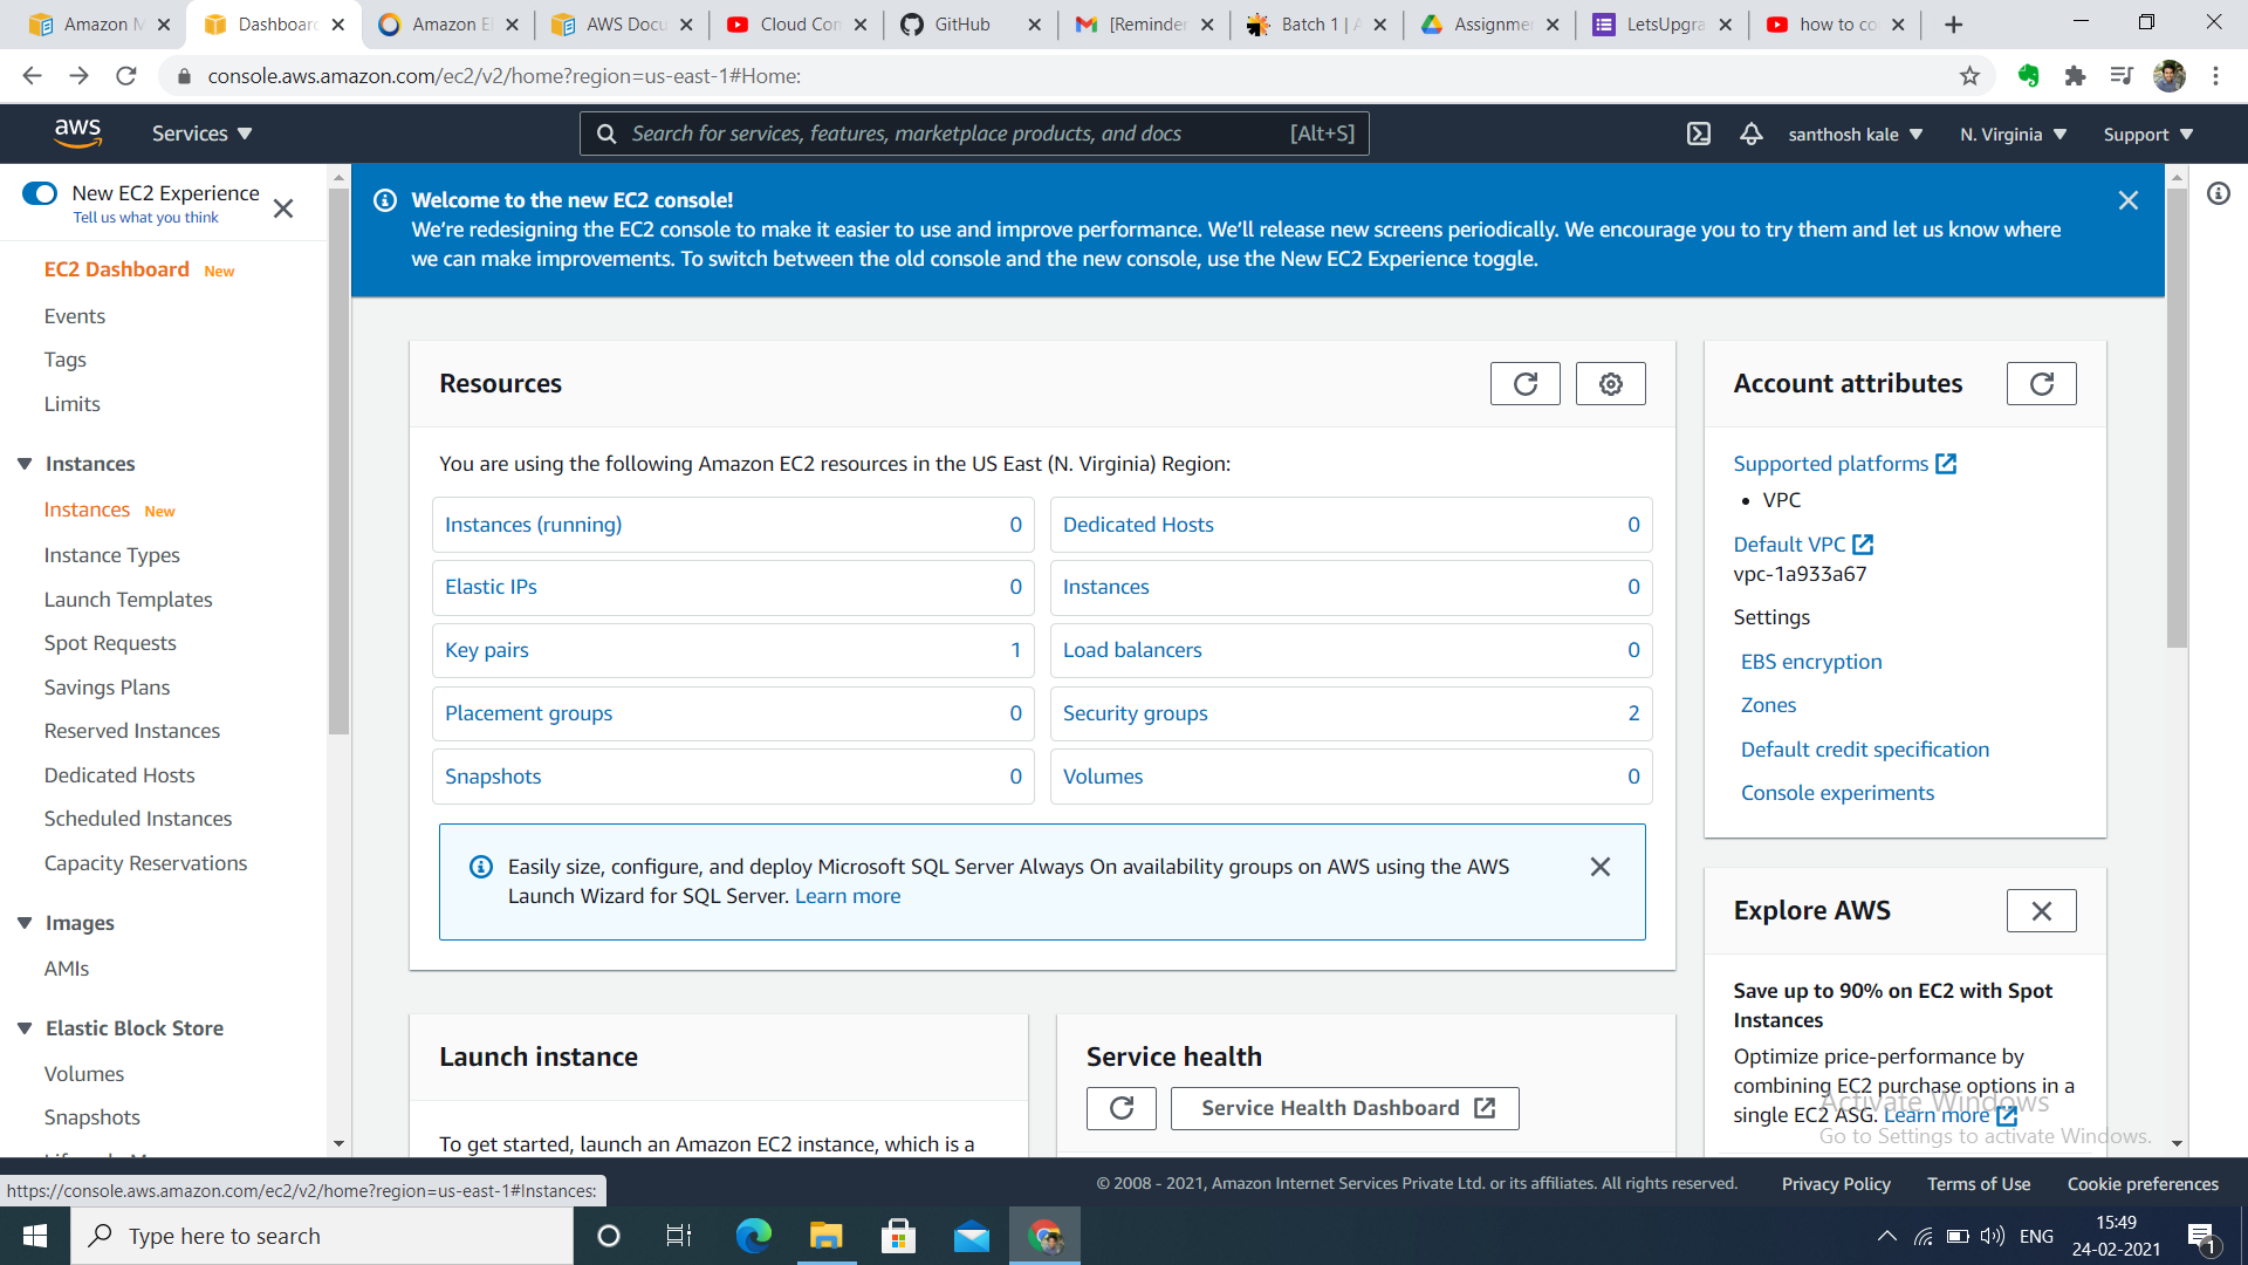 Amazon M
Dashboard
Amazon E
AWS Docu
Cloud Con
GitHub
[Reminder
Batch 1 | A
Assignmen
LetsUpgra
how to co
console.aws.amazon.com/ec2/v2/home?region=us-east-1#Home:
aws
Services
Search for services, features, marketplace products, and docs [Alt+S]
santhosh kale
N. Virginia
Support
New EC2 Experience
Tell us what you think
EC2 Dashboard New
Events
Tags
Limits
Instances
Instances New
Instance Types
Launch Templates
Spot Requests
Savings Plans
Reserved Instances
Dedicated Hosts
Scheduled Instances
Capacity Reservations
Images
AMIs
Elastic Block Store
Volumes
Snapshots
Welcome to the new EC2 console!
We're redesigning the EC2 console to make it easier to use and improve performance. We'll release new screens periodically. We encourage you to try them and let us know where
we can make improvements. To switch between the old console and the new console, use the New EC2 Experience toggle.
Resources
You are using the following Amazon EC2 resources in the US East (N. Virginia) Region:
Instances (running) 0
Dedicated Hosts 0
Elastic IPs 0
Instances 0
Key pairs 1
Load balancers 0
Placement groups 0
Security groups 2
Snapshots 0
Volumes 0
Easily size, configure, and deploy Microsoft SQL Server Always On availability groups on AWS using the AWS
Launch Wizard for SQL Server. Learn more
Launch instance
To get started, launch an Amazon EC2 instance, which is a
Service health
Service Health Dashboard
Account attributes
Supported platforms
• VPC
Default VPC
vpc-1a933a67
Settings
EBS encryption
Zones
Default credit specification
Console experiments
Explore AWS
Save up to 90% on EC2 with Spot
Instances
Optimize price-performance by
combining EC2 purchase options in a
single EC2 ASG. Learn more
Activate Windows
Go to Settings to activate Windows.
https://console.aws.amazon.com/ec2/v2/home?region=us-east-1#Instances:
© 2008 - 2021, Amazon Internet Services Private Ltd. or its affiliates. All rights reserved.
Privacy Policy
Terms of Use
Cookie preferences
Type here to search
ENG
15:49
24-02-2021
1